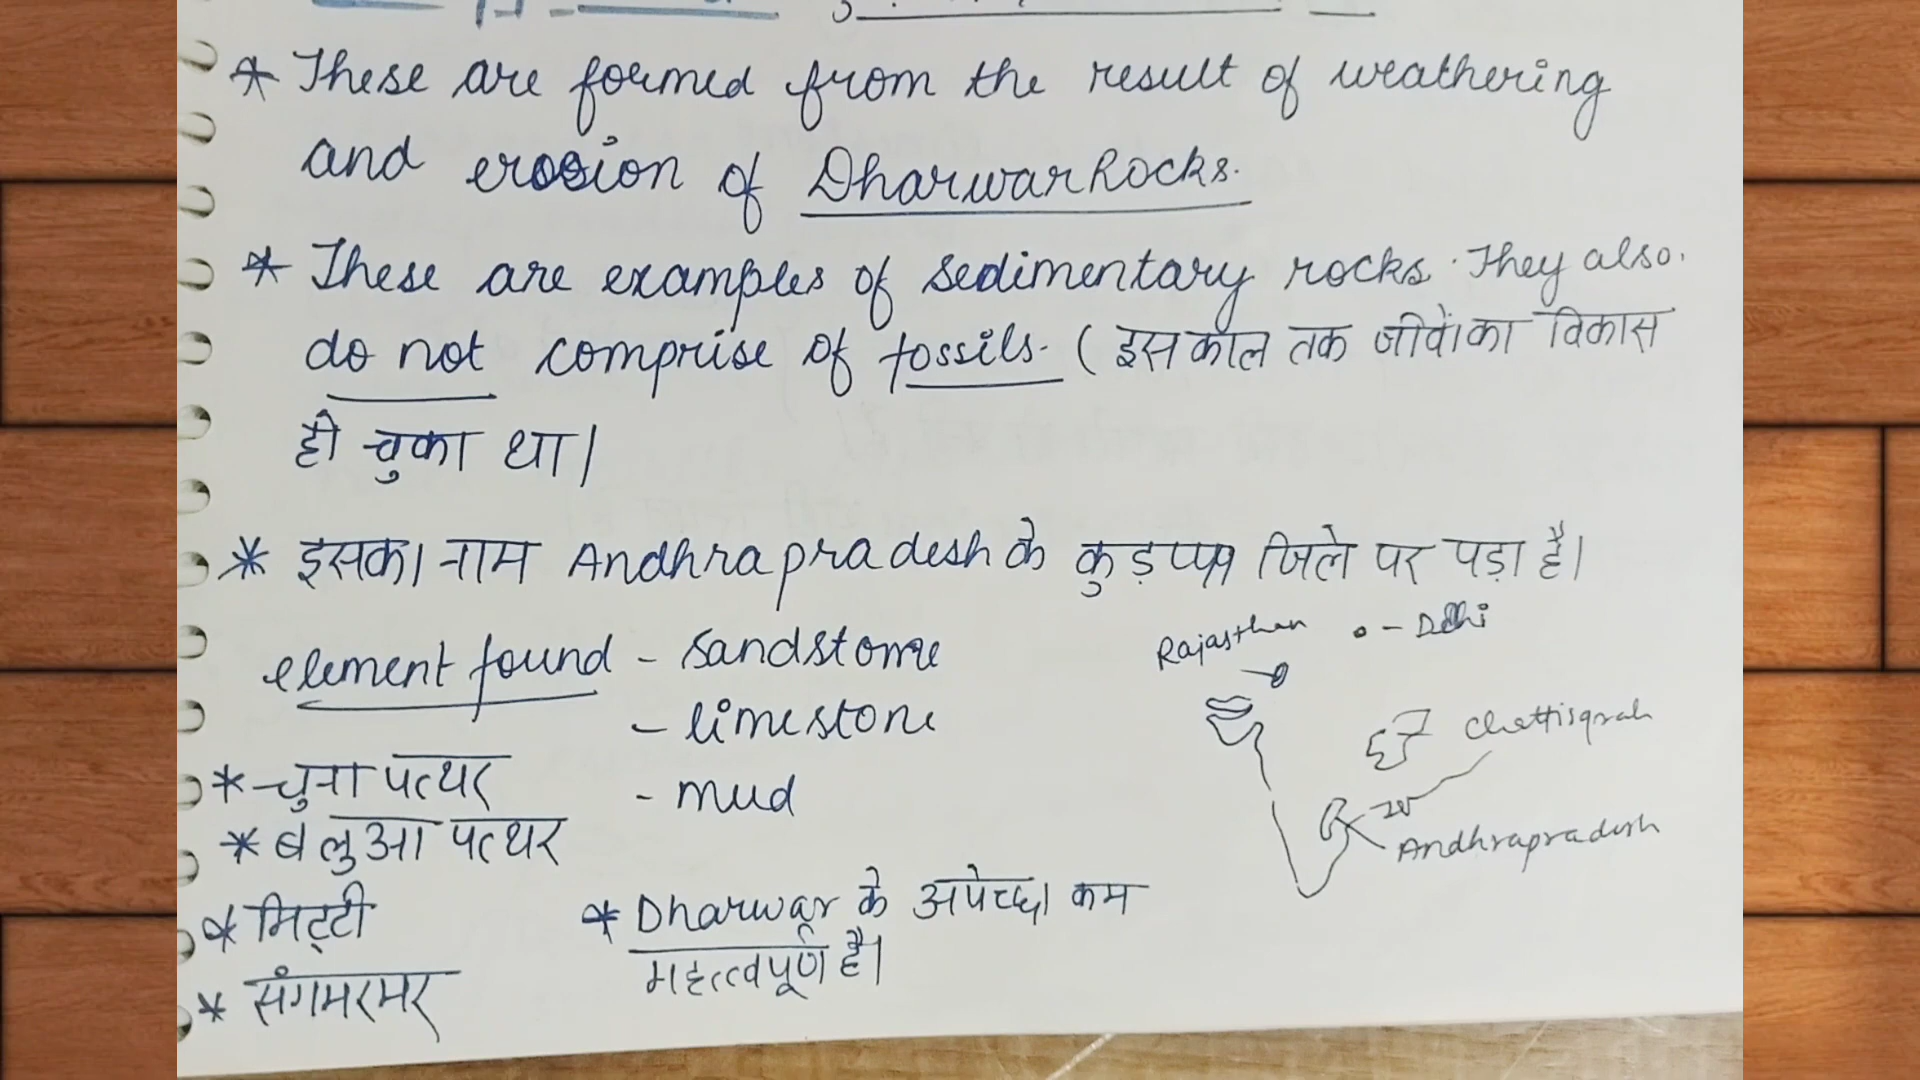 * These are formed from the result of weathering
and erosion of Dharwar Rocks.
* These are examples of sedimentary rocks. They also.
do not comprise of fossils. (इस काल तक जीवों का विकास
हो चुका था।
* इसका नाम Andhrapradesh के कुड़प्पा जिले पर पड़ा है।
Rajasthan - Delhi
element found - sandstone
- limestone
Chattisgrah
* चुना पत्थर - mud
* बलुआ पत्थर
Andhrapradesh
* मिट्टी * Dharwar के अपेच्छा कम
महत्त्वपूर्ण है।
* संगमरमर